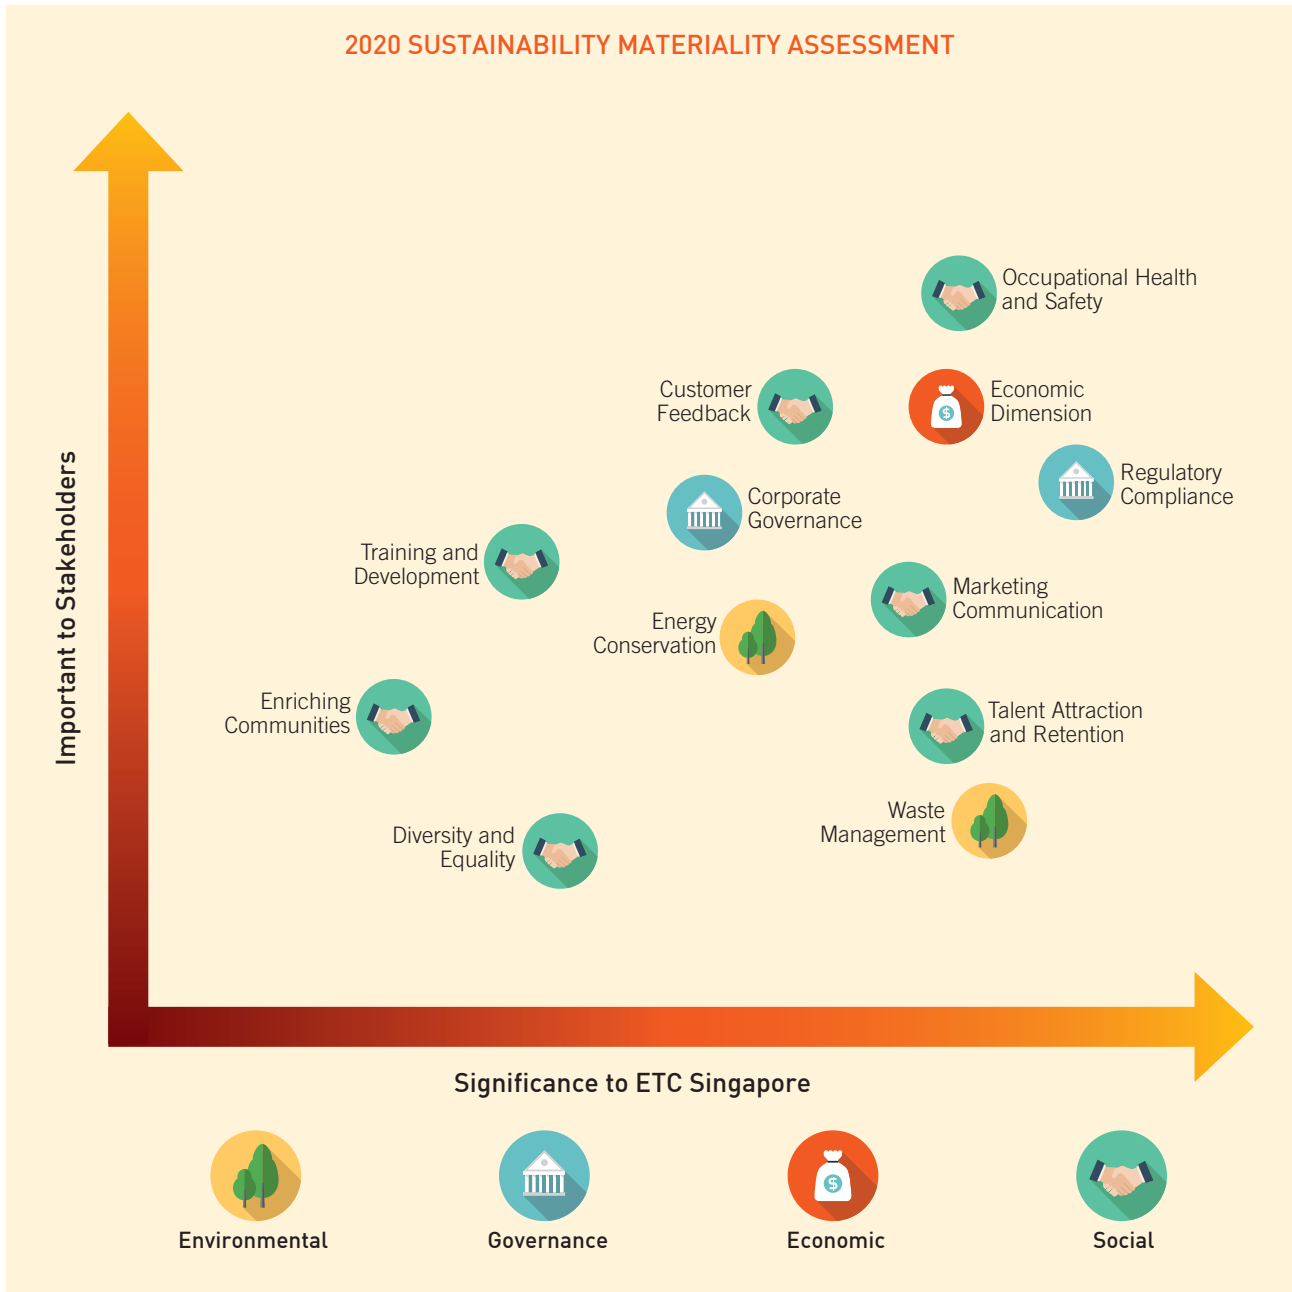 2020 SUSTAINABILITY MATERIALITY ASSESSMENT
Important to Stakeholders
Occupational Health
and Safety
Customer
Feedback
Economic
Dimension
Regulatory
Compliance
Corporate
Governance
Training and
Development
Marketing
Communication
Energy
Conservation
Enriching
Communities
Talent Attraction
and Retention
Waste
Management
Diversity and
Equality
Significance to ETC Singapore
Environmental
Governance
$
Economic
Social